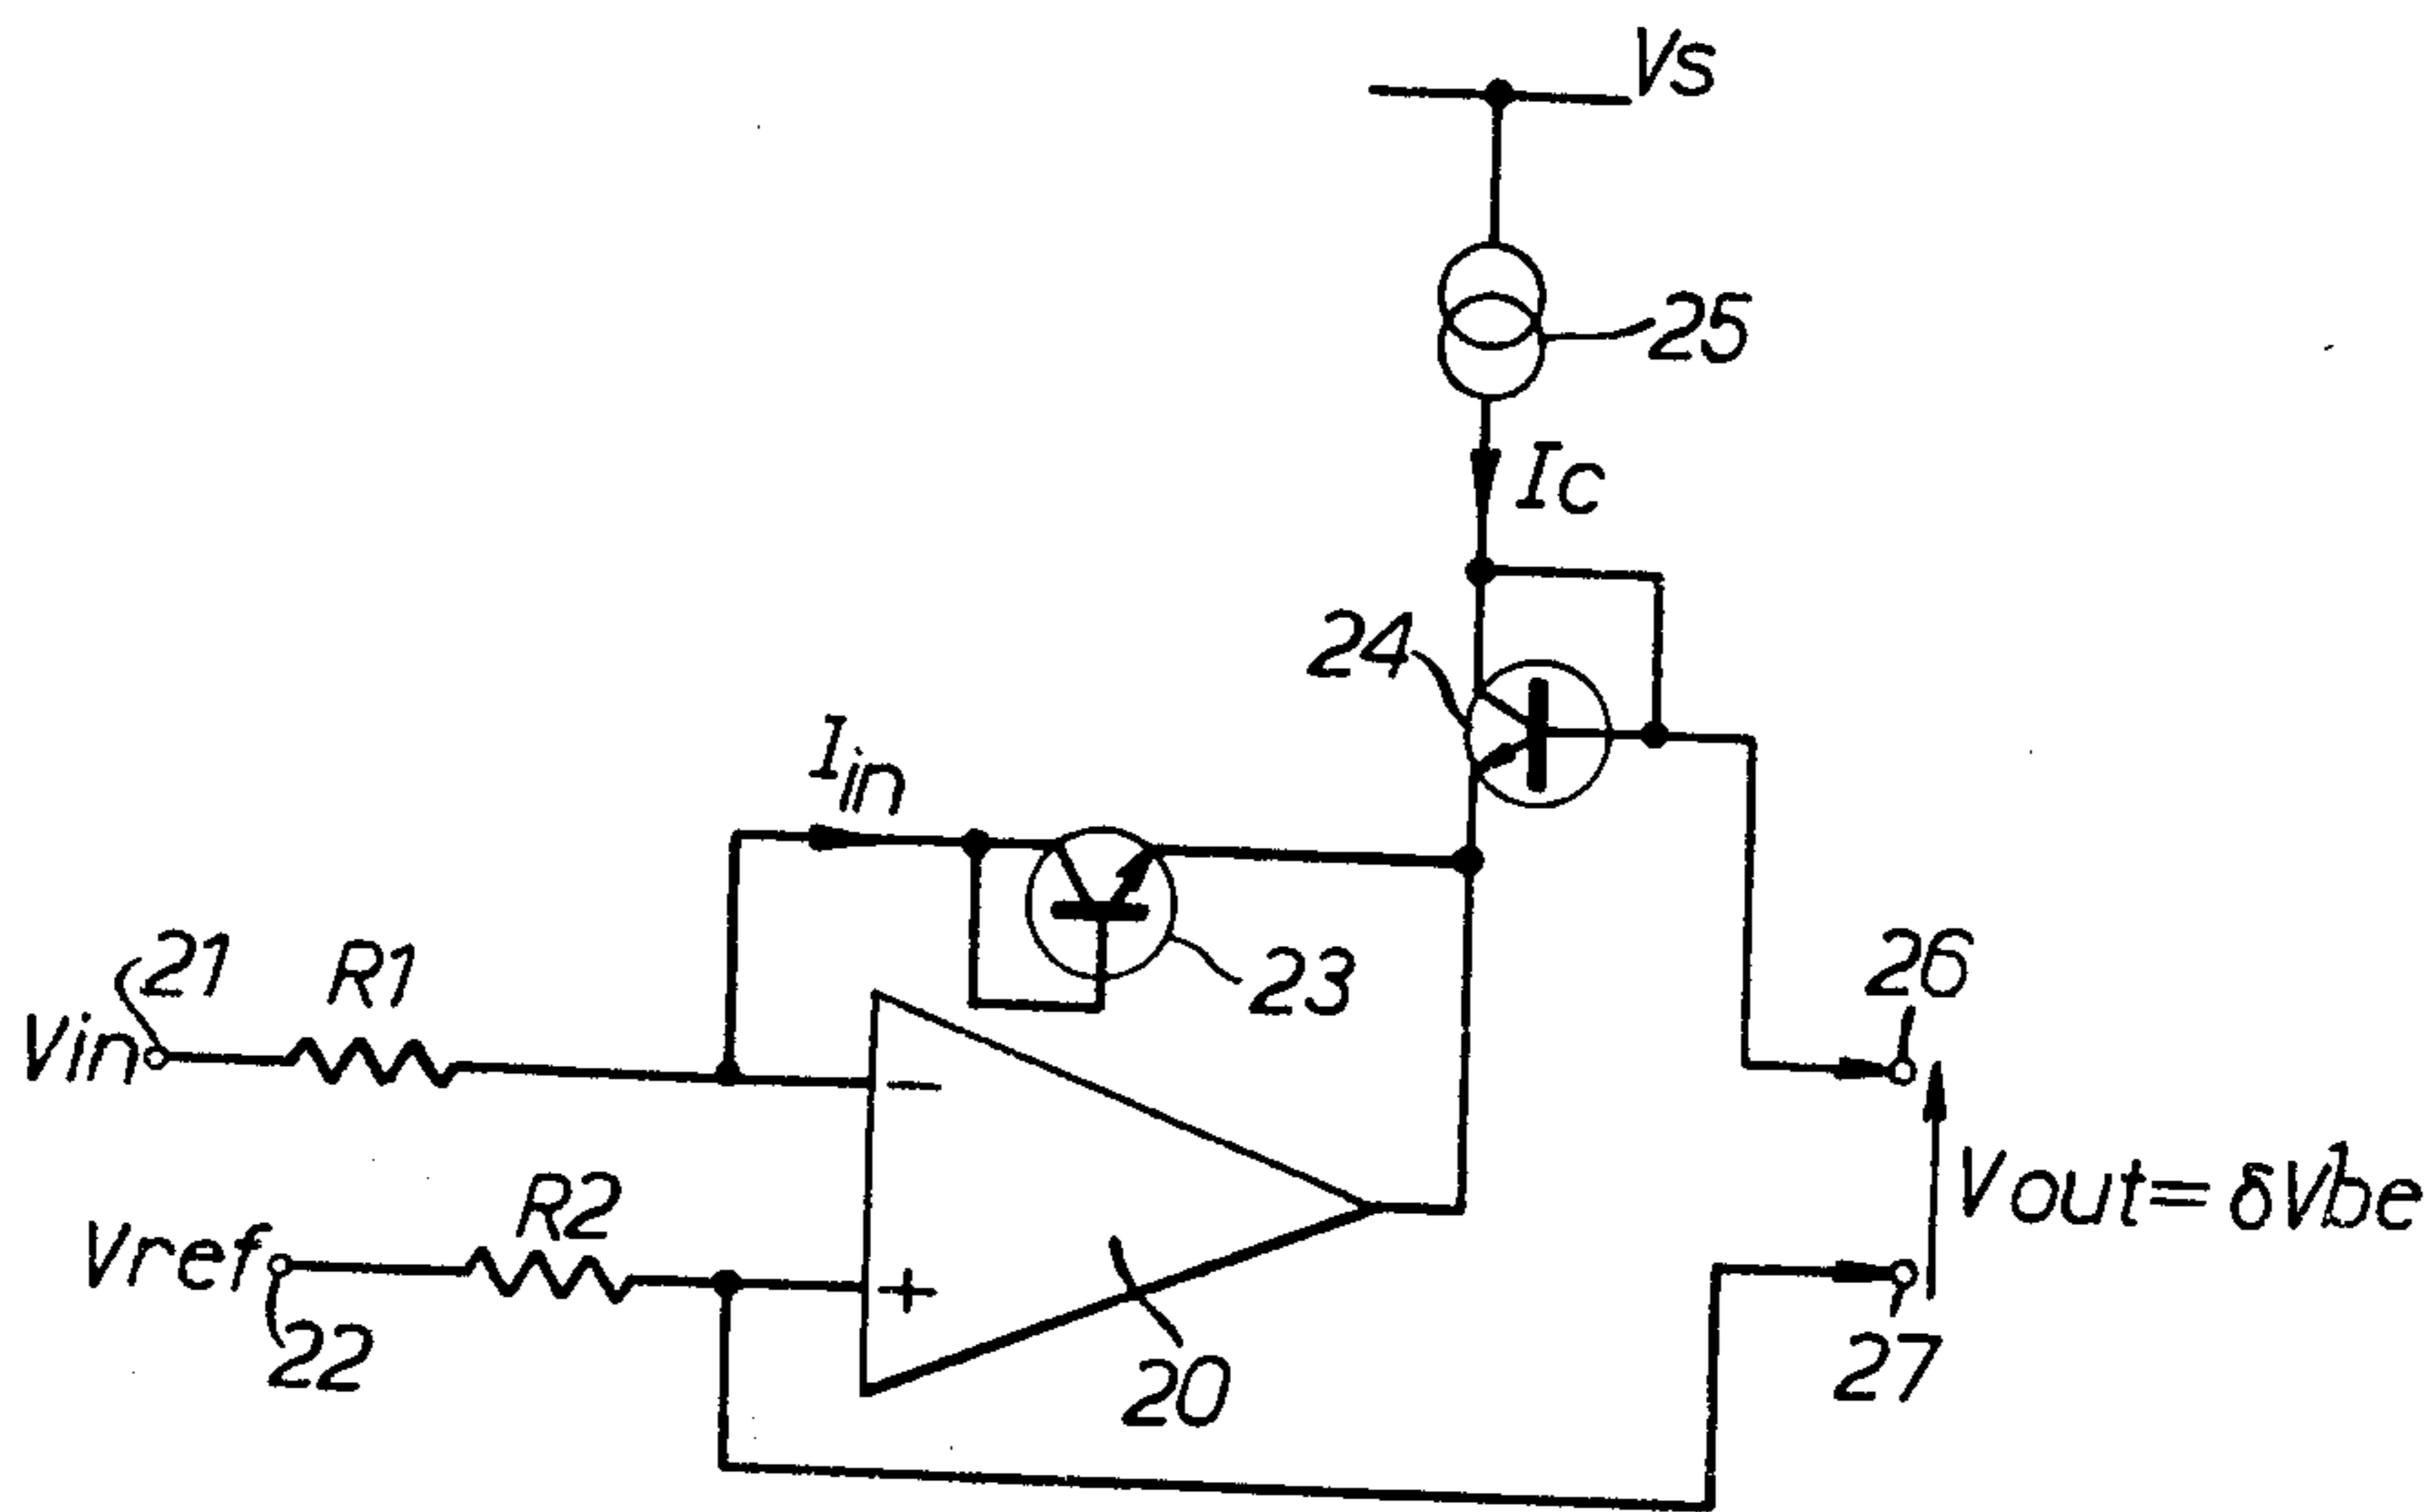 Vs
25
Ic
24
Iin
23
21
R1
Vin
26
R2
Vref
22
-
+
20
Vout = δVbe
27